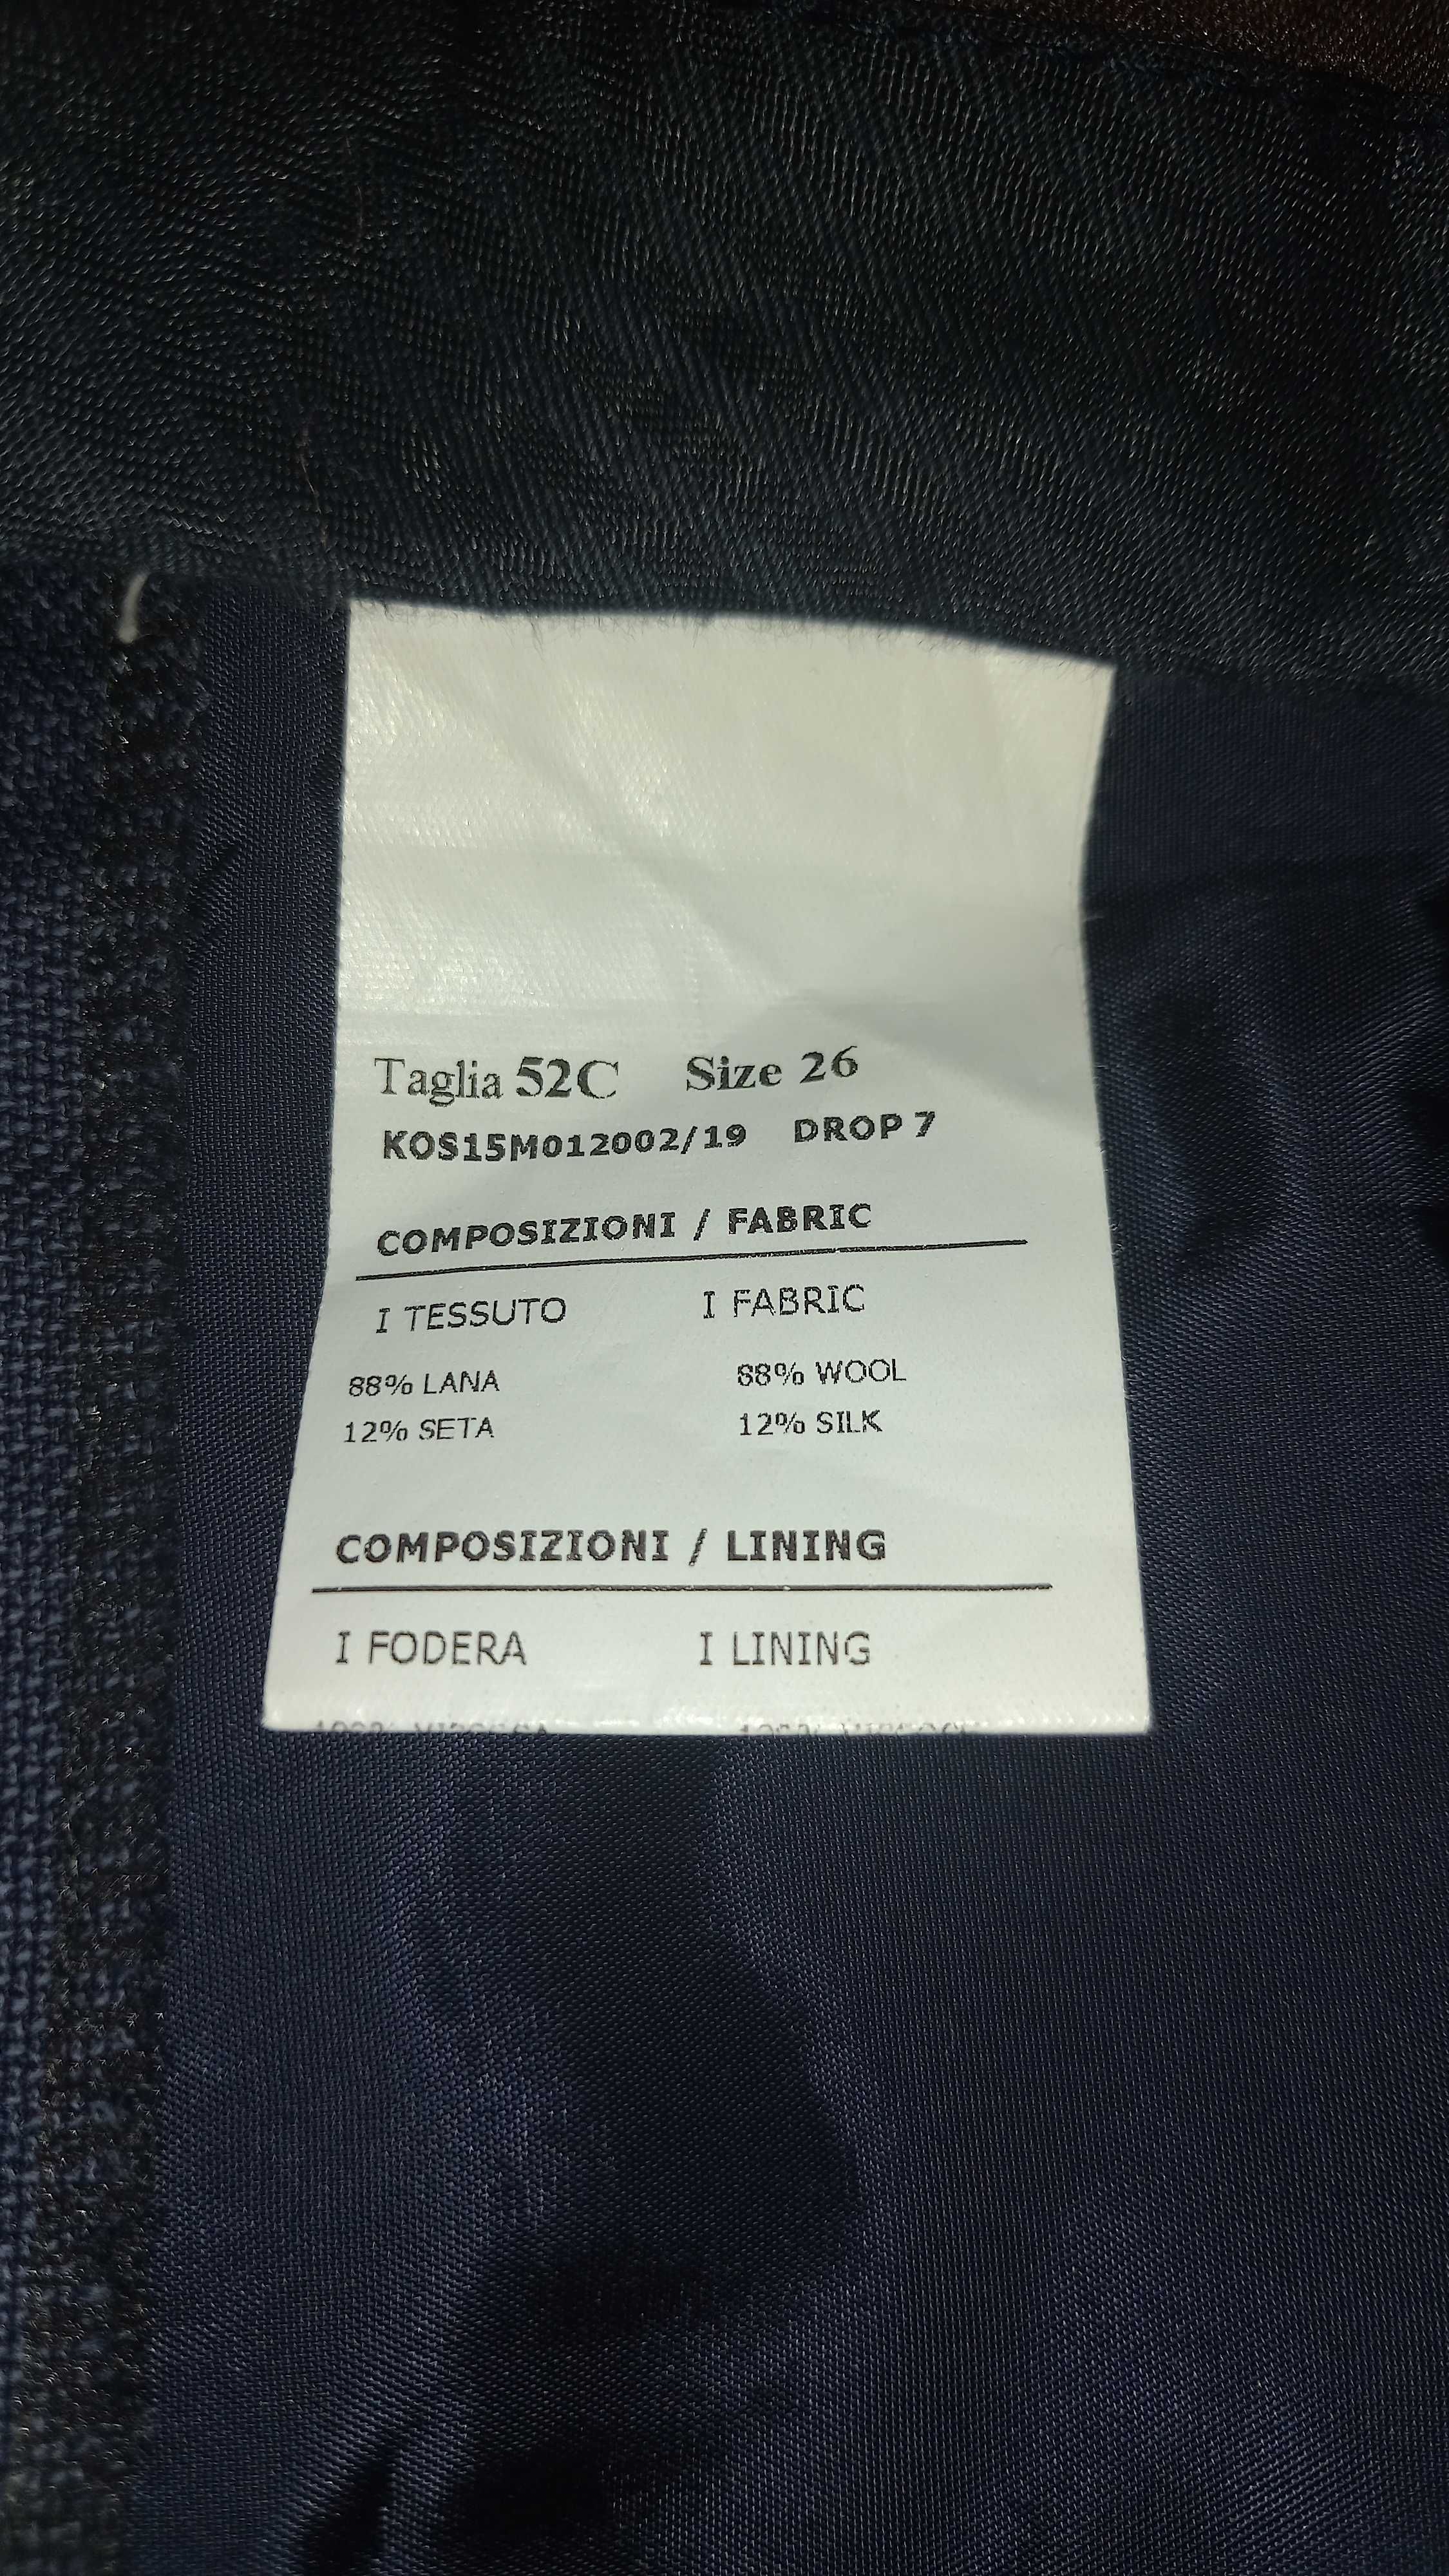 Taglia 52C Size 26
KOS15M012002/19 DROP 7
COMPOSIZIONI / FABRIC
I TESSUTO I FABRIC
88% LANA 88% WOOL
12% SETA 12% SILK
COMPOSIZIONI / LINING
I FODERA I LINING